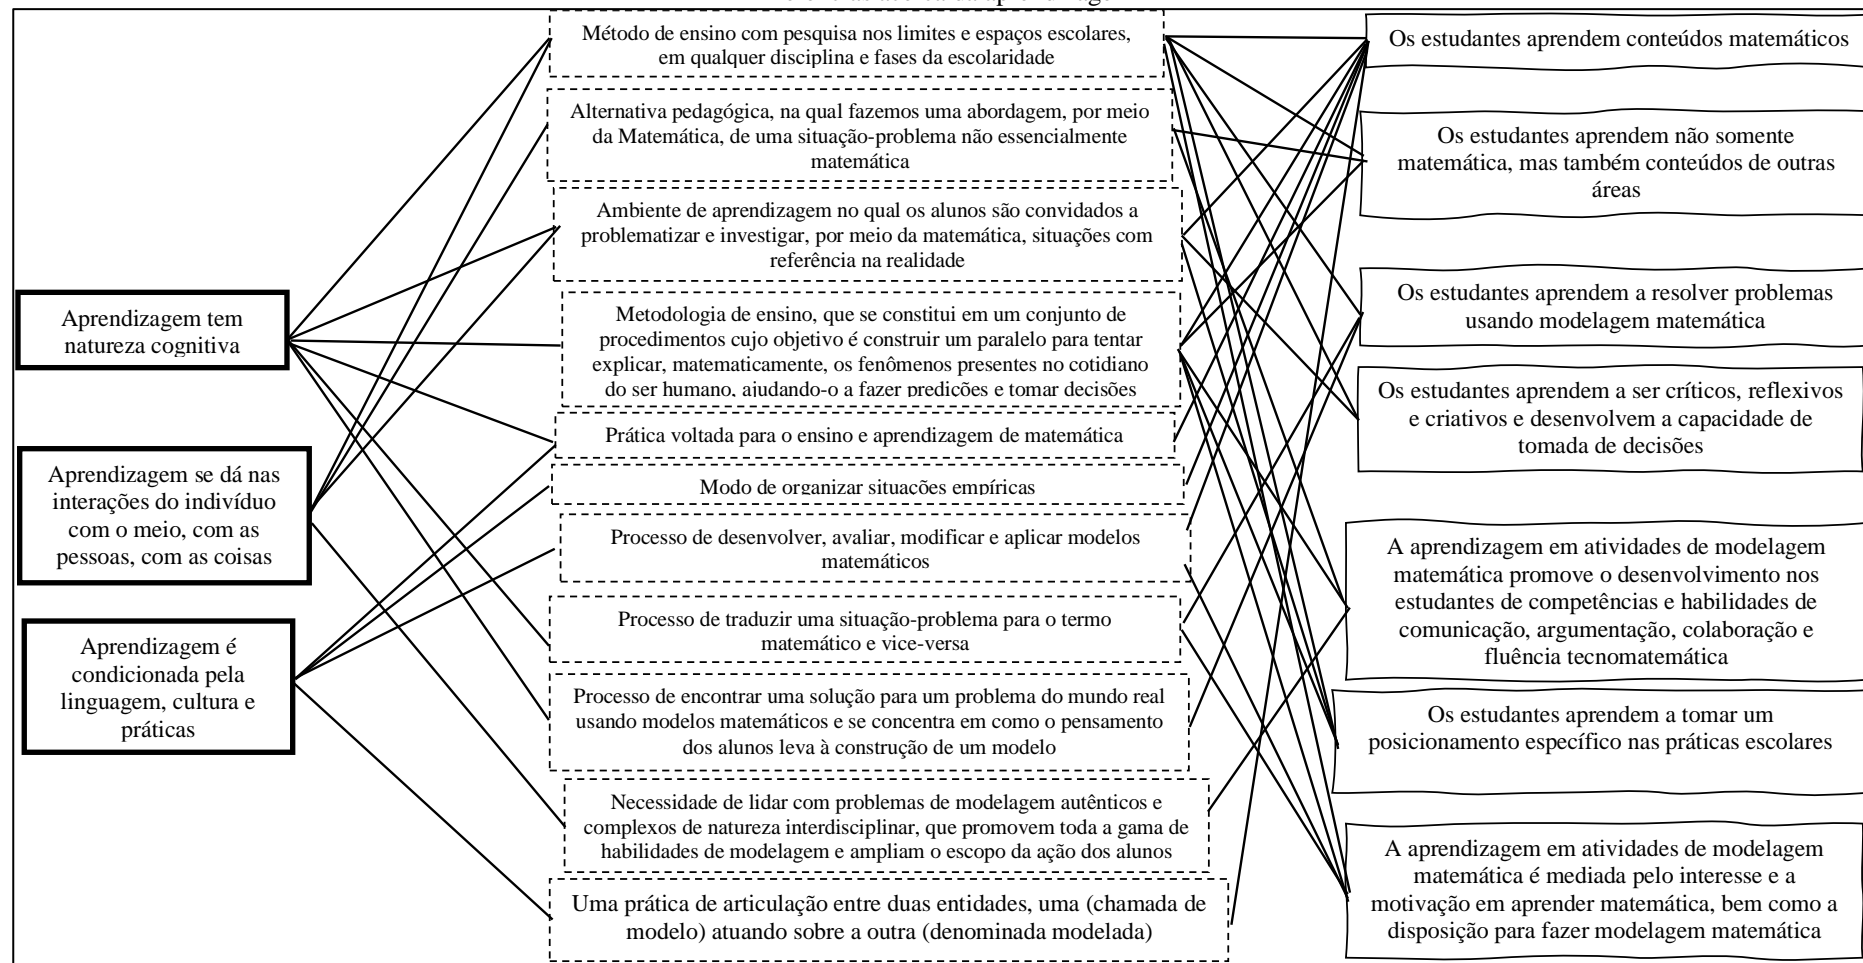 Aprendizagem tem
natureza cognitiva
Aprendizagem se dá nas
interações do indivíduo
com o meio, com as
pessoas, com as coisas
Aprendizagem é
condicionada pela
linguagem, cultura e
práticas
Método de ensino com pesquisa nos limites e espaços escolares,
em qualquer disciplina e fases da escolaridade
Alternativa pedagógica, na qual fazemos uma abordagem, por meio
da Matemática, de uma situação-problema não essencialmente
matemática
Ambiente de aprendizagem no qual os alunos são convidados a
problematizar e investigar, por meio da matemática, situações com
referência na realidade
Metodologia de ensino, que se constitui em um conjunto de
procedimentos cujo objetivo é construir um paralelo para tentar
explicar, matematicamente, os fenômenos presentes no cotidiano
do ser humano, ajudando-o a fazer predições e tomar decisões
Prática voltada para o ensino e aprendizagem de matemática
Modo de organizar situações empíricas
Processo de desenvolver, avaliar, modificar e aplicar modelos
matemáticos
Processo de traduzir uma situação-problema para o termo
matemático e vice-versa
Processo de encontrar uma solução para um problema do mundo real
usando modelos matemáticos e se concentra em como o pensamento
dos alunos leva à construção de um modelo
Necessidade de lidar com problemas de modelagem autênticos e
complexos de natureza interdisciplinar, que promovem toda a gama de
habilidades de modelagem e ampliam o escopo da ação dos alunos
Uma prática de articulação entre duas entidades, uma (chamada de
modelo) atuando sobre a outra (denominada modelada)
Os estudantes aprendem conteúdos matemáticos
Os estudantes aprendem não somente
matemática, mas também conteúdos de outras
áreas
Os estudantes aprendem a resolver problemas
usando modelagem matemática
Os estudantes aprendem a ser críticos, reflexivos
e criativos e desenvolvem a capacidade de
tomada de decisões
A aprendizagem em atividades de modelagem
matemática promove o desenvolvimento nos
estudantes de competências e habilidades de
comunicação, argumentação, colaboração e
fluência tecnomatemática
Os estudantes aprendem a tomar um
posicionamento específico nas práticas escolares
A aprendizagem em atividades de modelagem
matemática é mediada pelo interesse e a
motivação em aprender matemática, bem como a
disposição para fazer modelagem matemática